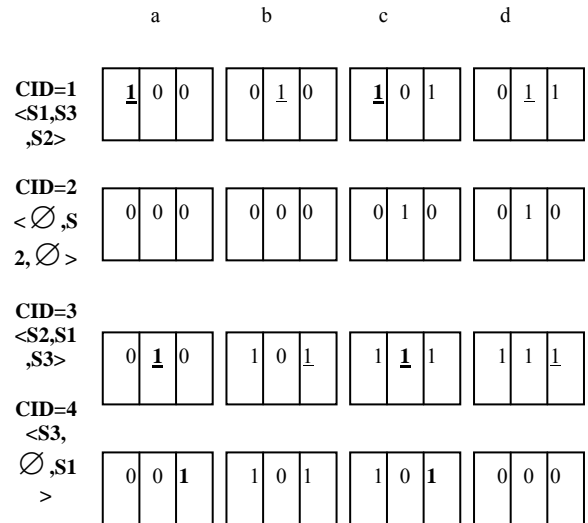 a b c d
CID=1
<S1,S3
,S2>
1 0 0 0 1 0 1 0 1 0 1 1
CID=2
< ∅ ,S
2, ∅ >
0 0 0 0 0 0 0 1 0 0 1 0
CID=3
<S2,S1
,S3>
0 1 0 1 0 1 1 1 1 1 1 1
CID=4
<S3,
∅ ,S1
>
0 0 1 1 0 1 1 0 1 0 0 0